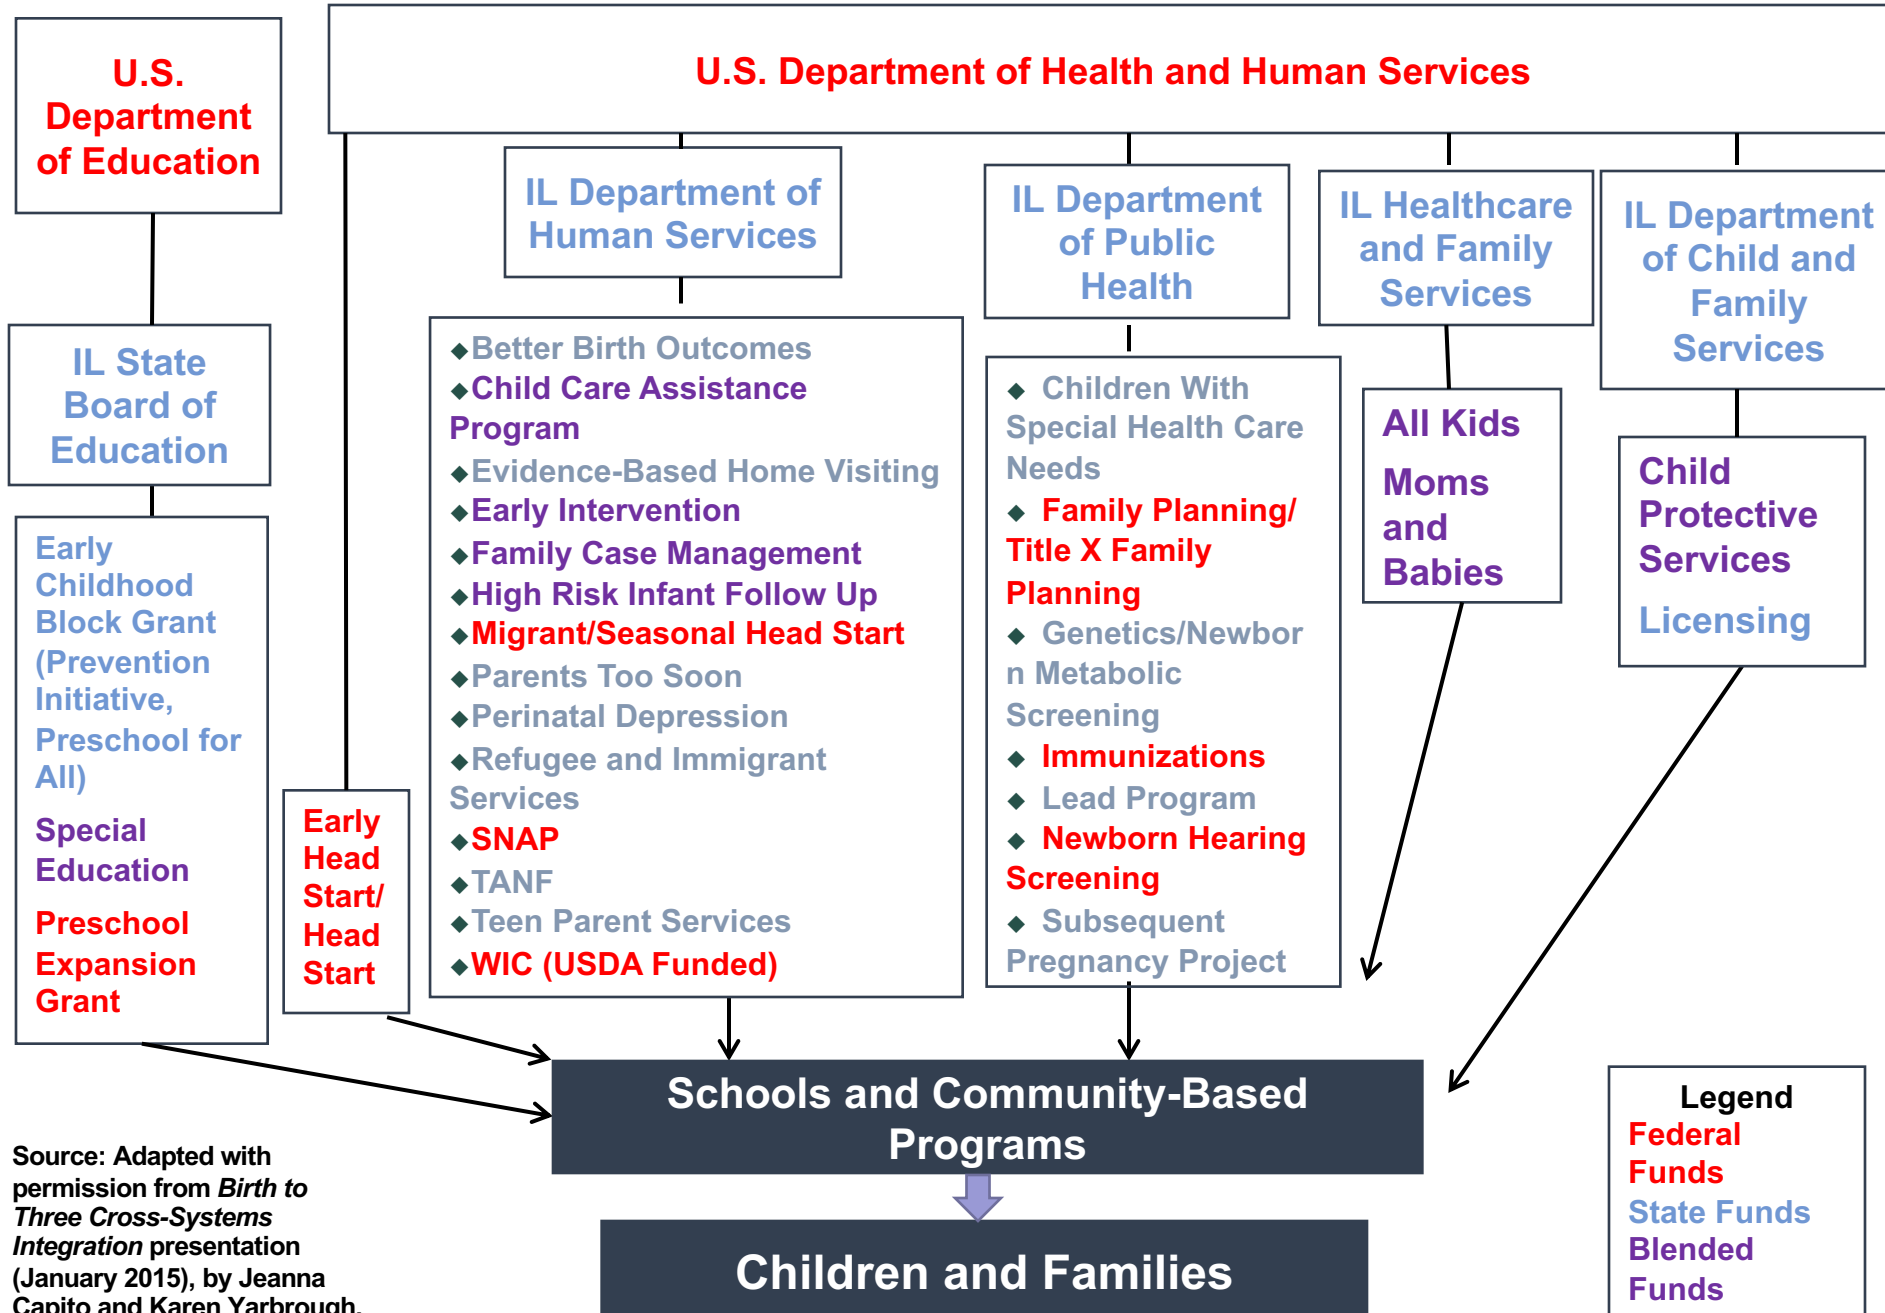 U.S.
Department
of Education
U.S. Department of Health and Human Services
IL State
Board of
Education
IL Department of
Human Services
IL Department
of Public
Health
IL Healthcare
and Family
Services
IL Department
of Child and
Family
Services
Early
Childhood
Block Grant
(Prevention
Initiative,
Preschool for
All)
Special
Education
Preschool
Expansion
Grant
Early
Head
Start/
Head
Start
◆Better Birth Outcomes
◆Child Care Assistance
Program
◆Evidence-Based Home Visiting
◆Early Intervention
◆Family Case Management
◆High Risk Infant Follow Up
◆Migrant/Seasonal Head Start
◆Parents Too Soon
◆Perinatal Depression
◆Refugee and Immigrant
Services
◆SNAP
◆TANF
◆Teen Parent Services
◆WIC (USDA Funded)
◆ Children With
Special Health Care
Needs
◆ Family Planning/
Title X Family
Planning
◆ Genetics/Newbor
n Metabolic
Screening
◆ Immunizations
◆ Lead Program
◆ Newborn Hearing
Screening
◆ Subsequent
Pregnancy Project
All Kids
Moms
and
Babies
Child
Protective
Services
Licensing
Schools and Community-Based
Programs
Children and Families
Source: Adapted with
permission from Birth to
Three Cross-Systems
Integration presentation
(January 2015), by Jeanna
Capito and Karen Yarbrough.
Legend
Federal
Funds
State Funds
Blended
Funds